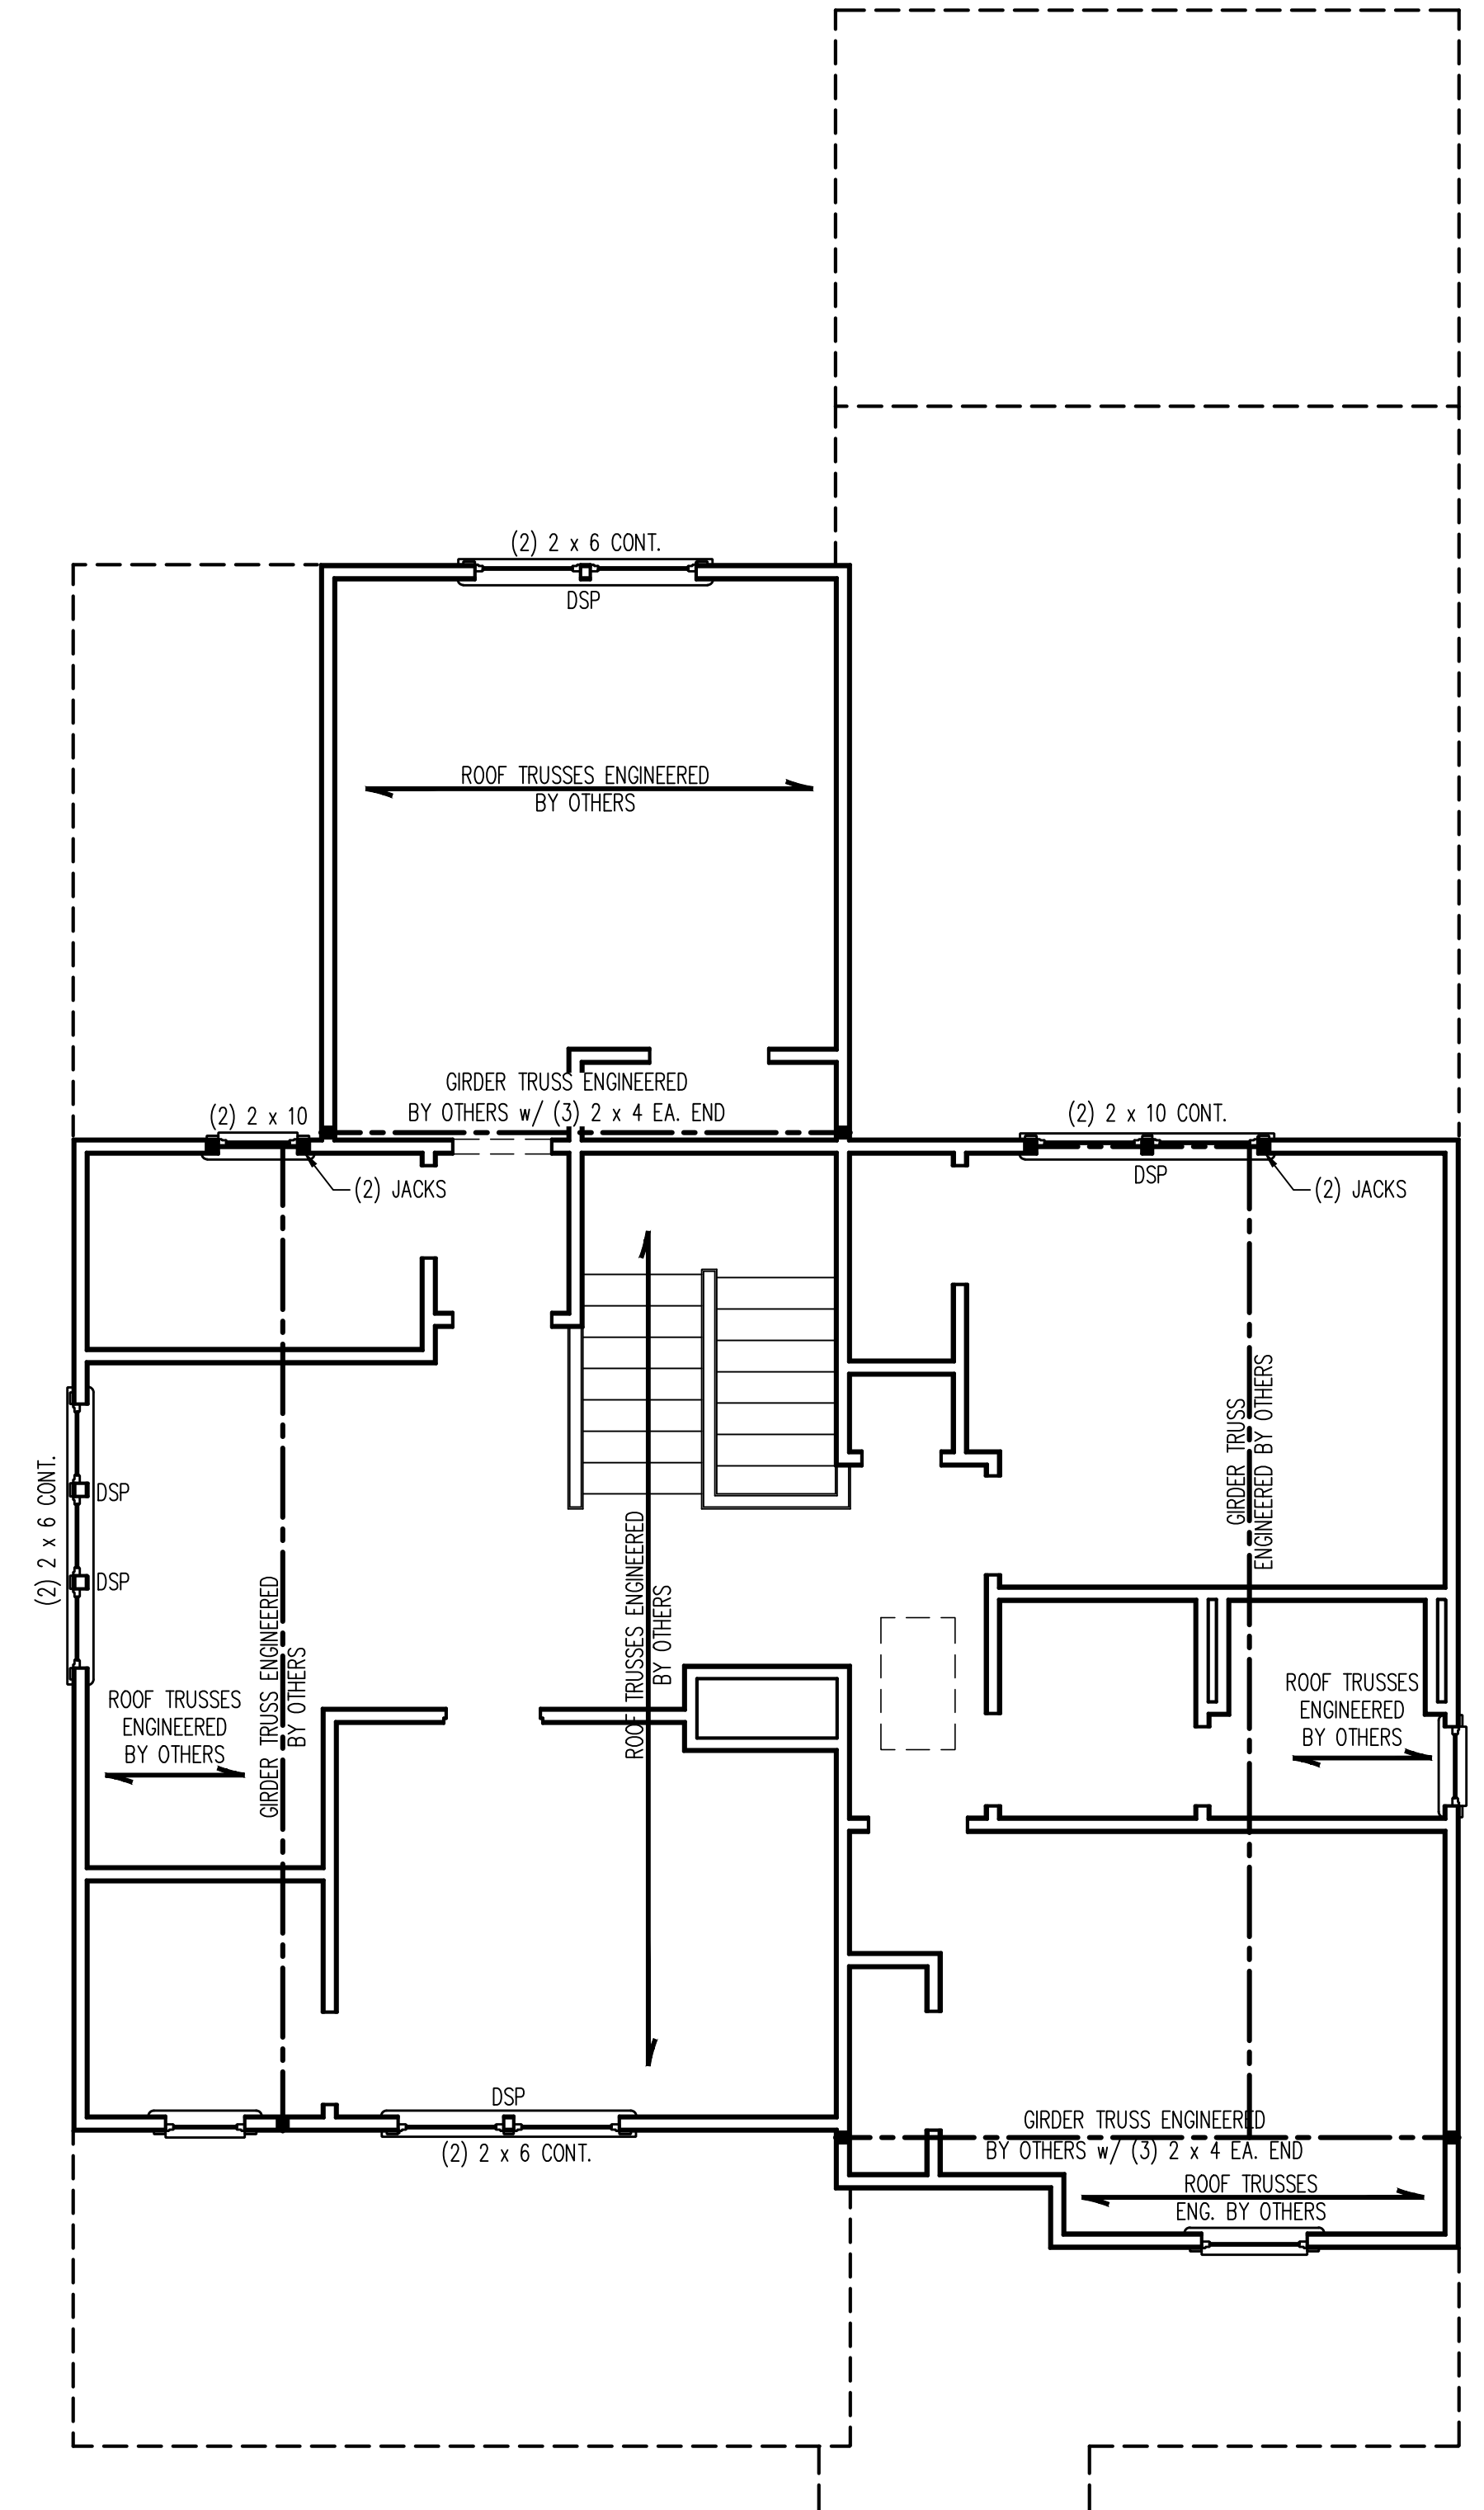 (2) 2 x 6 CONT.
DSP
ROOF TRUSSES ENGINEERED
BY OTHERS
GIRDER TRUSS ENGINEERED
BY OTHERS w/ (3) 2 x 4 EA. END
(2) 2 x 10
(2) 2 x 10 CONT.
(2) JACKS
DSP
(2) JACKS
GIRDER TRUSS
ENGINEERED BY OTHERS
(2) 2 x 6 CONT.
DSP
DSP
ROOF TRUSSES ENGINEERED
BY OTHERS
GIRDER TRUSS ENGINEERED
BY OTHERS
ROOF TRUSSES
ENGINEERED
BY OTHERS
ROOF TRUSSES
ENGINEERED
BY OTHERS
DSP
(2) 2 x 6 CONT.
GIRDER TRUSS ENGINEERED
BY OTHERS w/ (3) 2 x 4 EA. END
ROOF TRUSSES
ENG. BY OTHERS